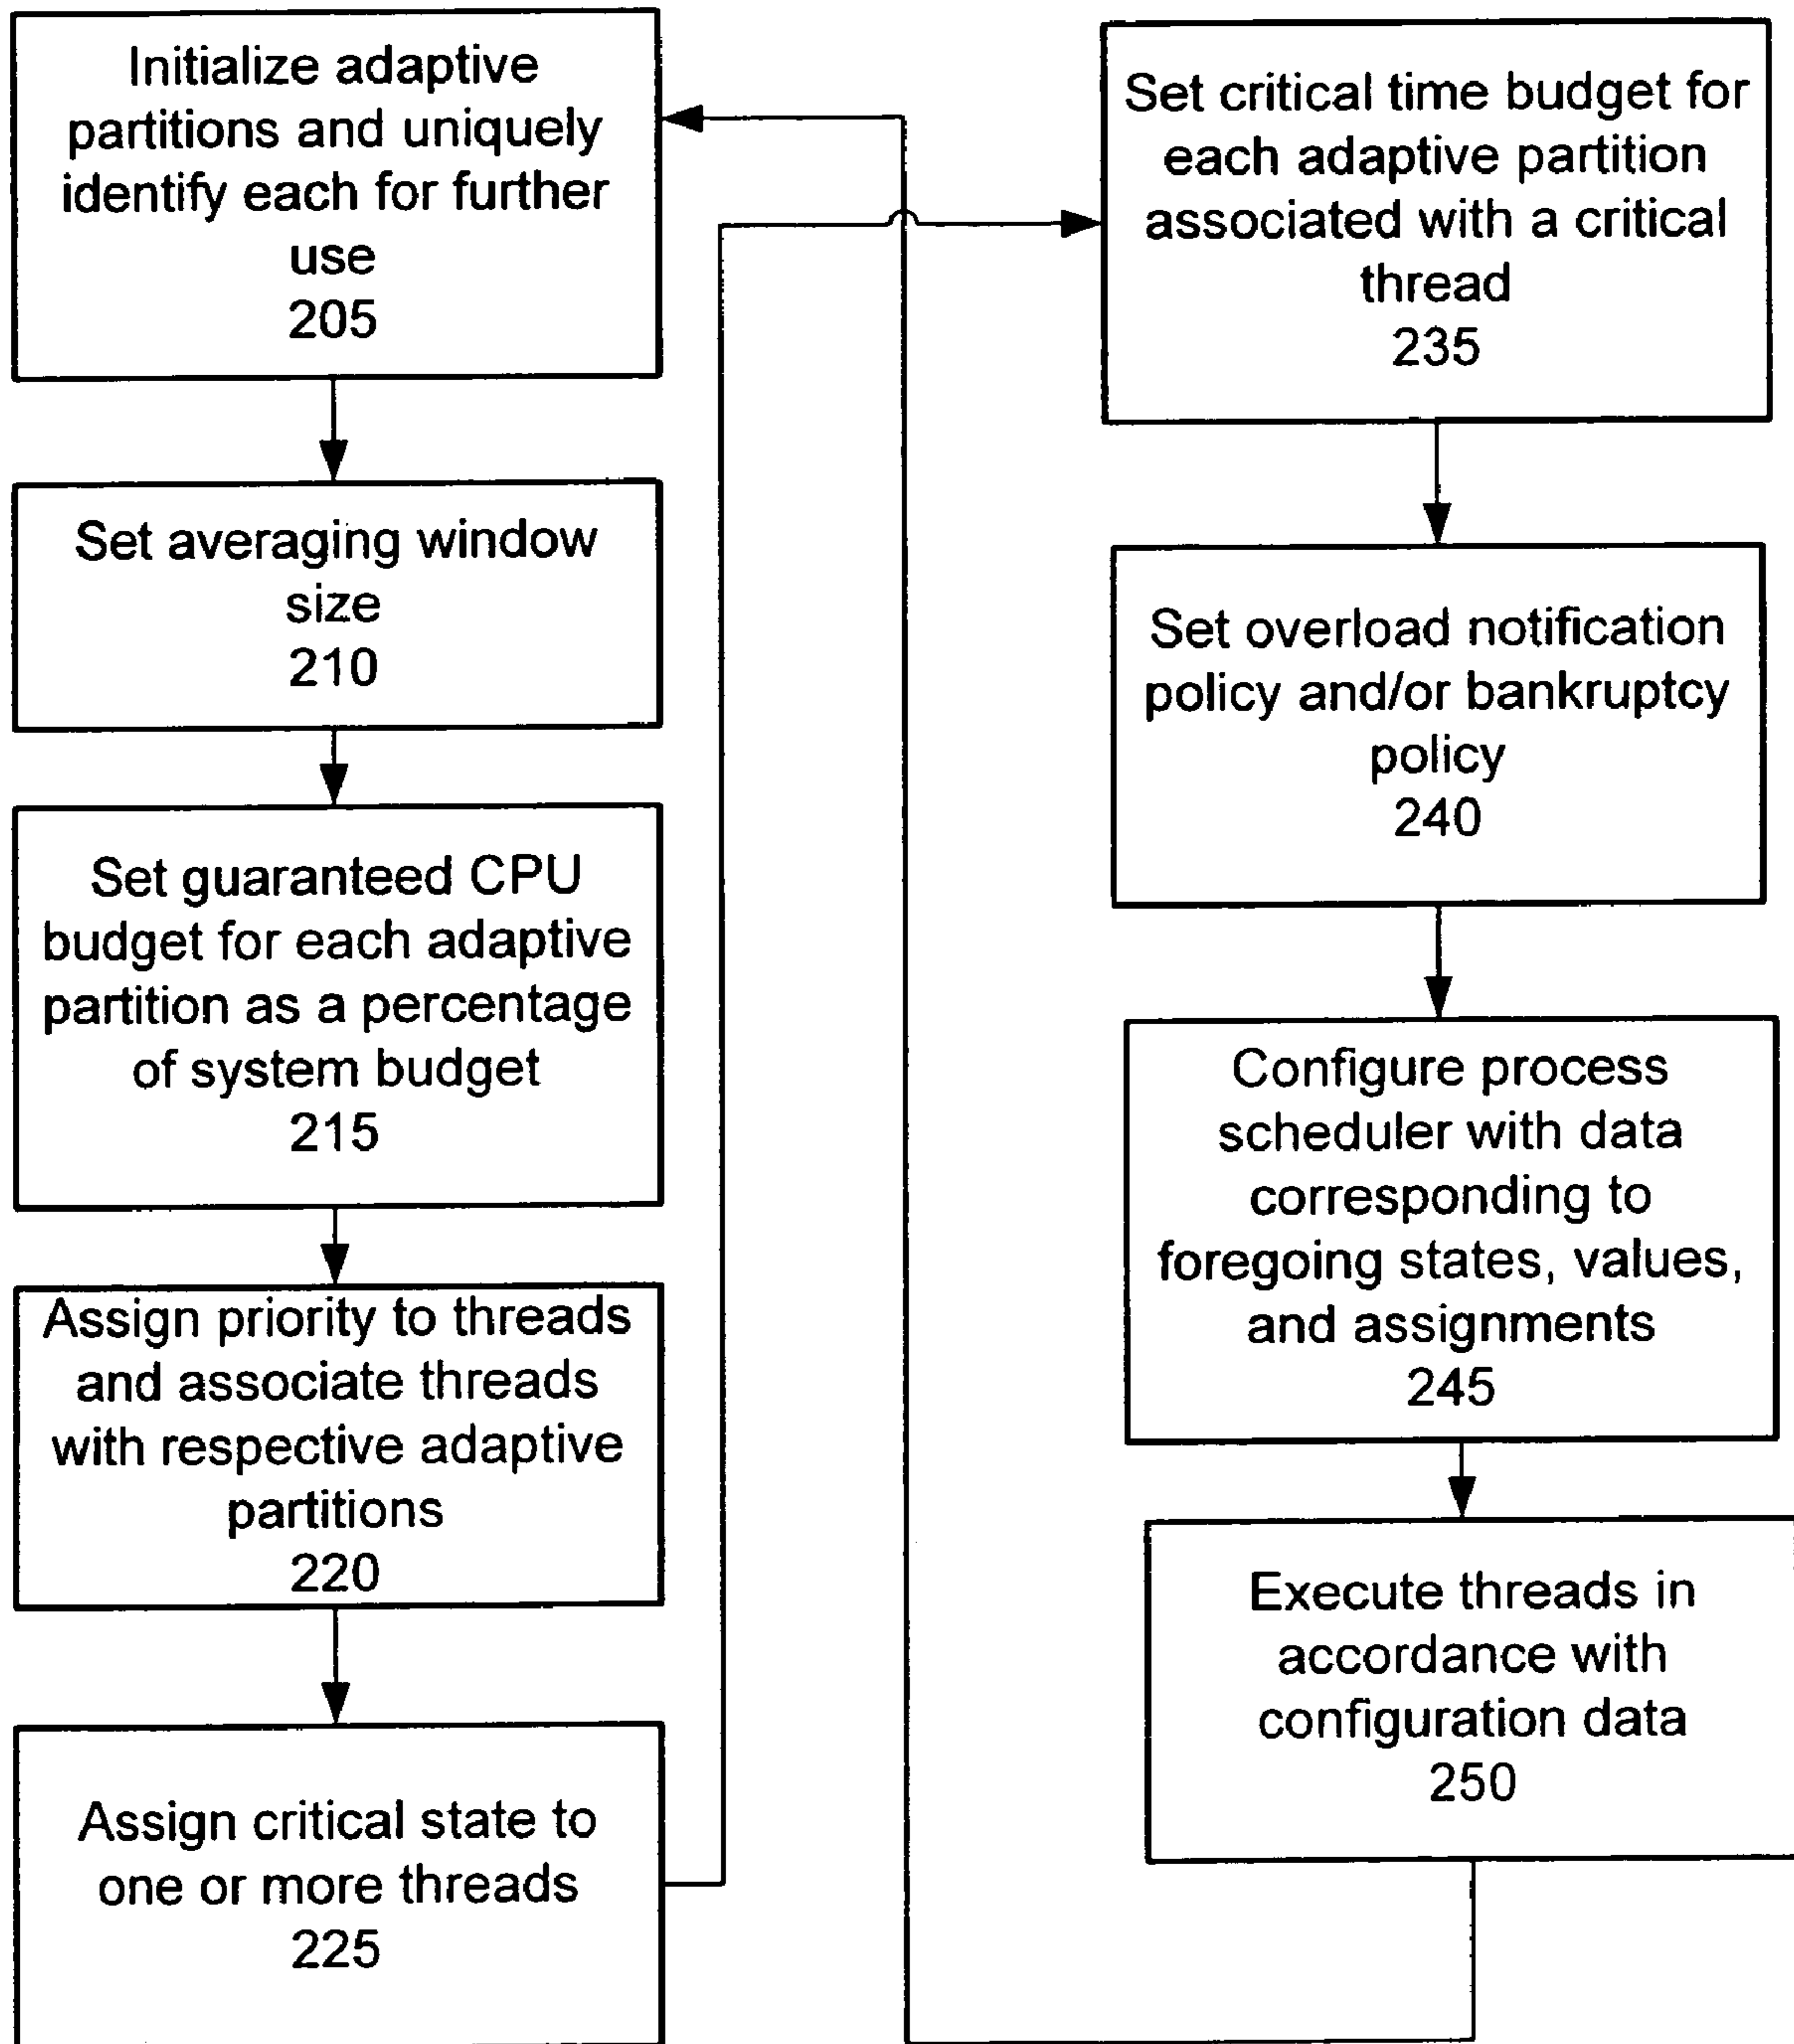 Initialize adaptive
partitions and uniquely
identify each for further
use
205
Set averaging window
size
210
Set guaranteed CPU
budget for each adaptive
partition as a percentage
of system budget
215
Assign priority to threads
and associate threads
with respective adaptive
partitions
220
Assign critical state to
one or more threads
225
Set critical time budget for
each adaptive partition
associated with a critical
thread
235
Set overload notification
policy and/or bankruptcy
policy
240
Configure process
scheduler with data
corresponding to
foregoing states, values,
and assignments
245
Execute threads in
accordance with
configuration data
250